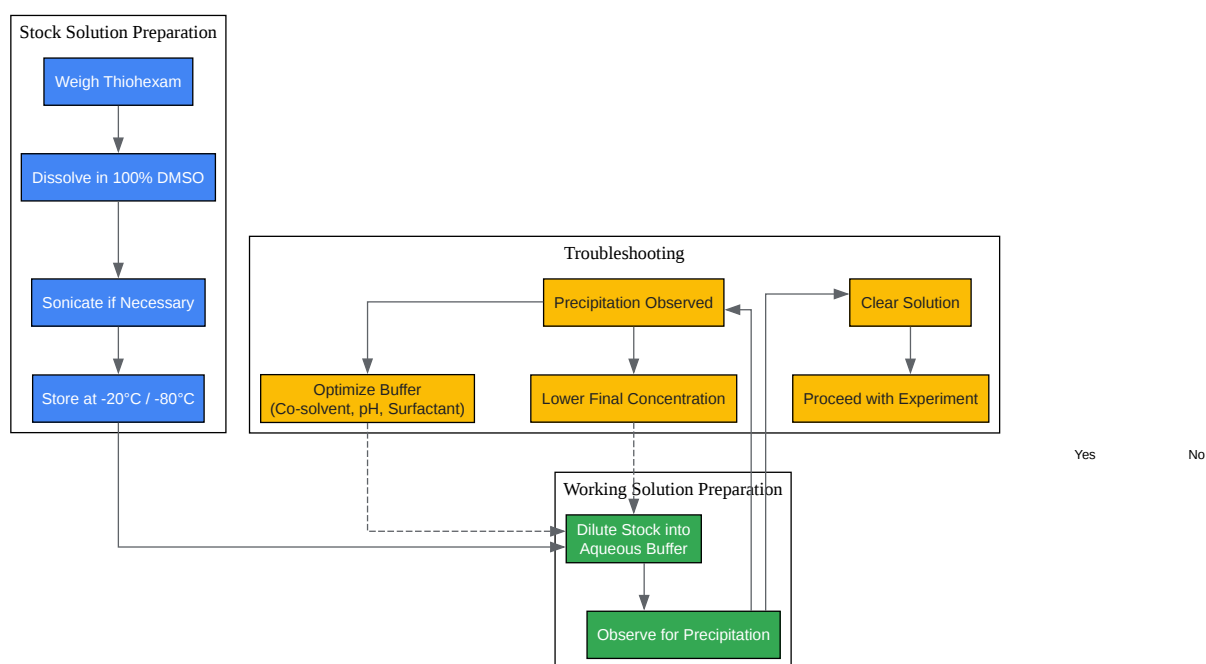 Stock Solution Preparation
Weigh Thiohexam
Dissolve in 100% DMSO
Sonicate if Necessary
Store at -20°C / -80°C
Troubleshooting
Precipitation Observed
Clear Solution
Optimize Buffer
(Co-solvent, pH, Surfactant)
Lower Final Concentration
Proceed with Experiment
Yes
No
Working Solution Preparation
Dilute Stock into
Aqueous Buffer
Observe for Precipitation